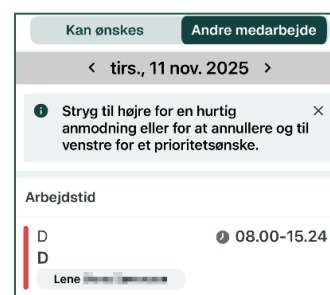 Kan ønskes Andre medarbejde
< tirs., 11 nov. 2025 >
Stryg til højre for en hurtig
anmodning eller for at annullere og til
venstre for et prioritetsønske.
Arbejdstid
D 08.00-15.24
D
Lene